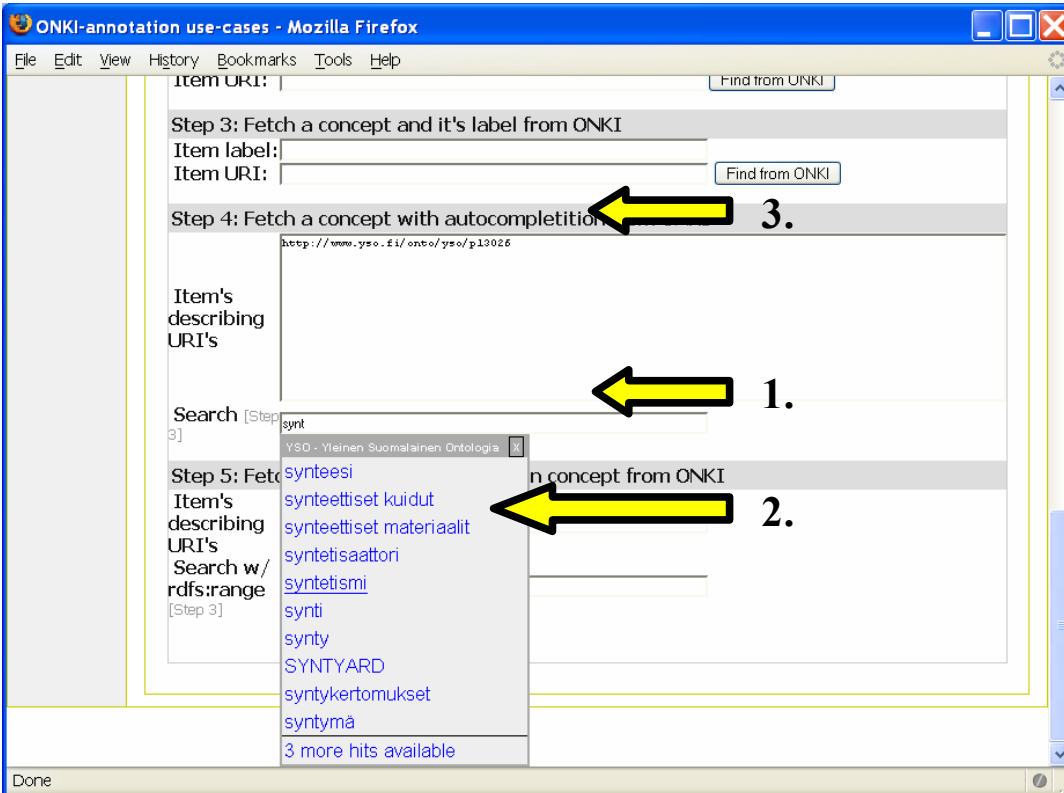 ONKI-annotation use-cases - Mozilla Firefox
File Edit View History Bookmarks Tools Help
Item URI: Find from ONKI
Step 3: Fetch a concept and it's label from ONKI
Item label:
Item URI: Find from ONKI
Step 4: Fetch a concept with autocompletition
3.
http://www.yso.fi/onto/yso/p13026
Item's
describing
URI's
1.
Search [Step
3]
synt
YSO - Yleinen Suomalainen Ontologia X
synteesi
synteettiset kuidut
synteettiset materiaalit
syntetisaattori
syntetismi
synti
synty
SYNTYARD
syntykertomukset
syntymä
3 more hits available
Step 5: Fetc n concept from ONKI
2.
Item's
describing
URI's
Search w/
rdfs:range
[Step 3]
Done